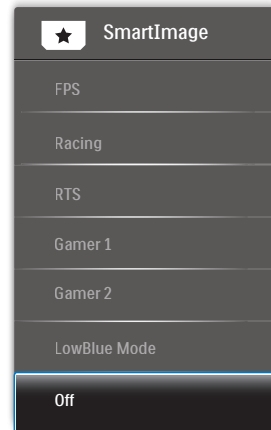 SmartImage
FPS
Racing
RTS
Gamer 1
Gamer 2
LowBlue Mode
Off